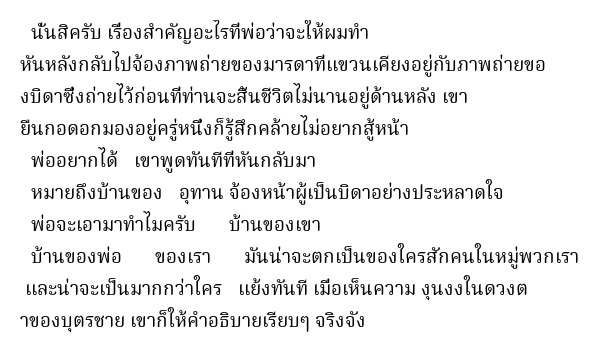 นั่นสิครับ เรื่องสำคัญอะไรที่พ่อว่าจะให้ผมทำ
หันหลังกลับไปจ้องภาพถ่ายของมารดาที่แขวนเคียงอยู่กับภาพถ่ายขอ
งบิดาซึ่งถ่ายไว้ก่อนที่ท่านจะสิ้นชีวิตไม่นานอยู่ด้านหลัง เขา
ยืนกอดอกมองอยู่ครู่หนึ่งก็รู้สึกคล้ายไม่อยากสู้หน้า
พ่ออยากได้ เขาพูดทันทีที่หันกลับมา
หมายถึงบ้านของ อุทาน จ้องหน้าผู้เป็นบิดาอย่างประหลาดใจ
พ่อจะเอามาทำไมครับ บ้านของเขา
บ้านของพ่อ ของเรา มันน่าจะตกเป็นของใครสักคนในหมู่พวกเรา
และน่าจะเป็นมากกว่าใคร แย้งทันที เมื่อเห็นความ งุนงงในดวงต
าของบุตรชาย เขาก็ให้คำอธิบายเรียบๆ จริงจัง